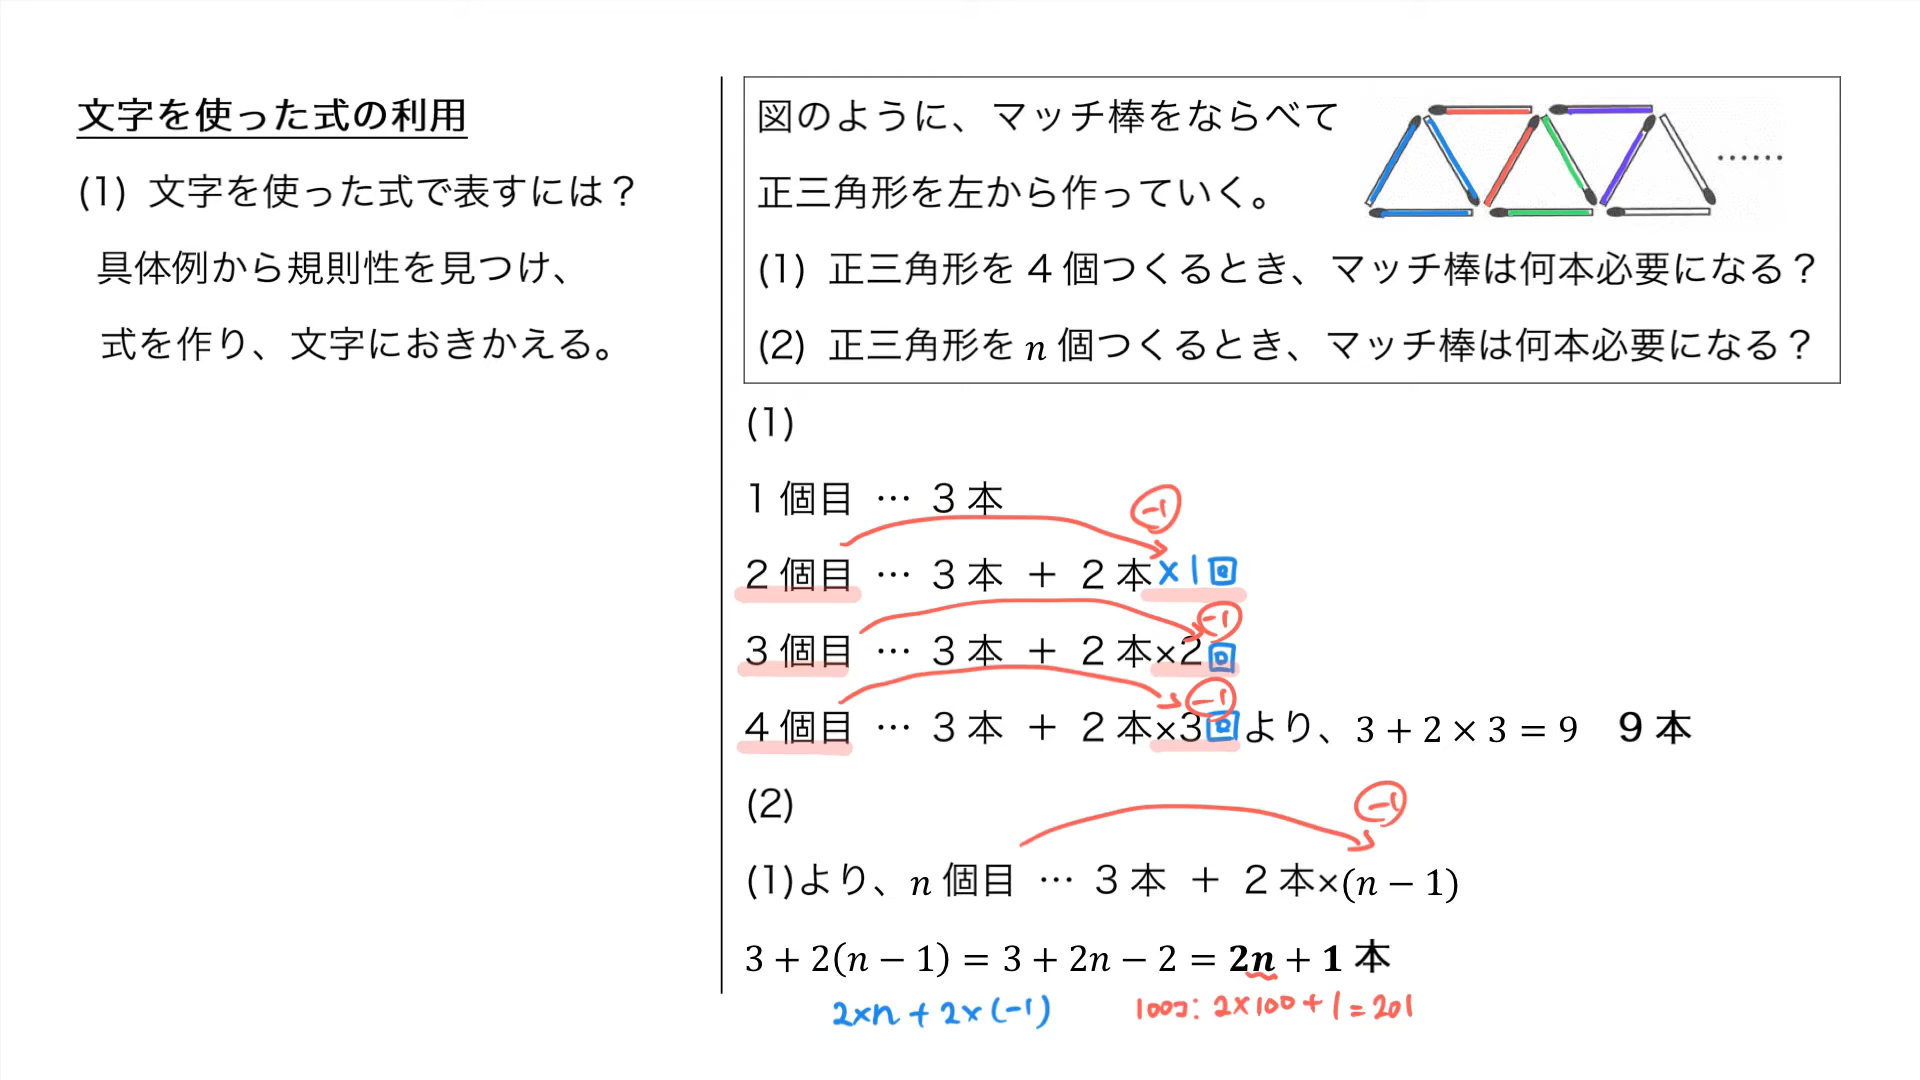 文字を使った式の利用
(1) 文字を使った式で表すには？
具体例から規則性を見つけ、
式を作り、文字におきかえる。
図のように、マッチ棒をならべて
正三角形を左から作っていく。
……
(1) 正三角形を 4 個つくるとき、マッチ棒は何本必要になる？
(2) 正三角形を n 個つくるとき、マッチ棒は何本必要になる？
(1)
1 個目 … 3 本
-1
2 個目 … 3 本 + 2 本×1回
-1
3 個目 … 3 本 + 2 本×2回
-1
4 個目 … 3 本 + 2 本×3回より、3 + 2 × 3 = 9 9 本
(2)
-1
(1)より、n 個目 … 3 本 + 2 本×(n − 1)
3 + 2(n − 1) = 3 + 2n − 2 = 2n + 1 本
2×n + 2×(-1)
100コ: 2×100 + 1 = 201